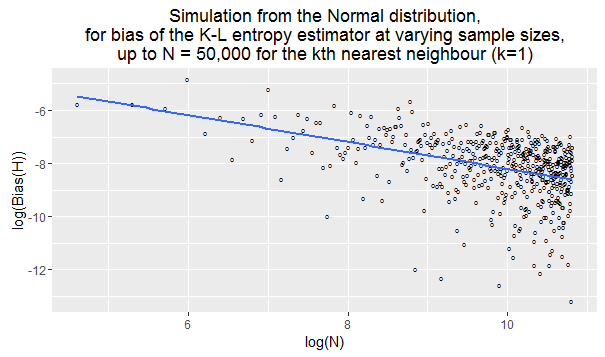 Simulation from the Normal distribution,
for bias of the K-L entropy estimator at varying sample sizes,
up to N = 50,000 for the kth nearest neighbour (k=1)
log(Bias(H))
-6
-8
-10
-12
6
8
10
log(N)